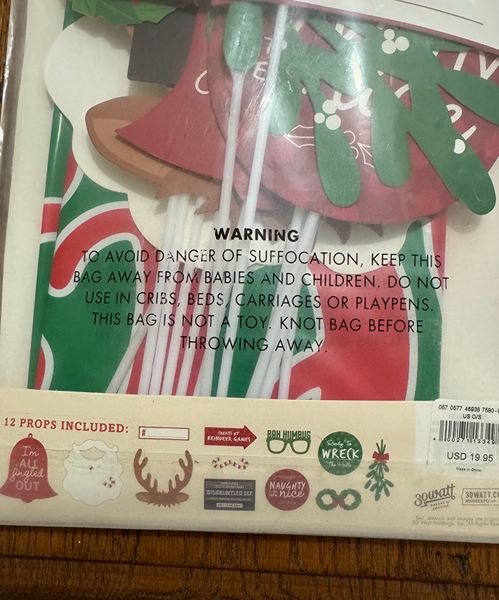 WARNING
TO AVOID DANGER OF SUFFOCATION, KEEP THIS
BAG AWAY FROM BABIES AND CHILDREN. DO NOT
USE IN CRIBS, BEDS, CARRIAGES OR PLAYPENS.
THIS BAG IS NOT A TOY. KNOT BAG BEFORE
THROWING AWAY.
12 PROPS INCLUDED:
#
CHEATS AT
REINDEER GAMES
BAH HUMBUG
Ready To
WRECK
The Halls
I'm
ALL
jingled
OUT
DISGRUNTLED ELF
NAUGHTY
nice
US O/S
USD 19.95
Made in China
30watt
30WATT.C